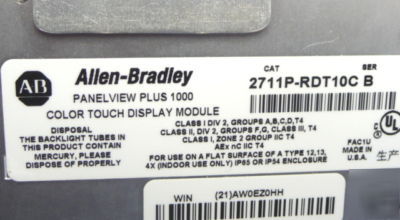 CAT SER
AB Allen-Bradley 2711P-RDT10C B
PANELVIEW PLUS 1000
COLOR TOUCH DISPLAY MODULE
DISPOSAL
THE BACKLIGHT TUBES IN
THIS PRODUCT CONTAIN
MERCURY, PLEASE
DISPOSE OF PROPERLY
CLASS I DIV 2, GROUPS A,B,C,D,T4
CLASS II, DIV 2, GROUPS F,G, CLASS III, T4
CLASS I, ZONE 2 GROUP IIC T4
AEx nC IIC T4
FOR USE ON A FLAT SURFACE OF A TYPE 12,13,
4X (INDOOR USE ONLY) IP65 OR IP54 ENCLOSURE
FAC1U
MADE IN
U.S.A.
UL
生产
WIN (21)AW0EZ0HH